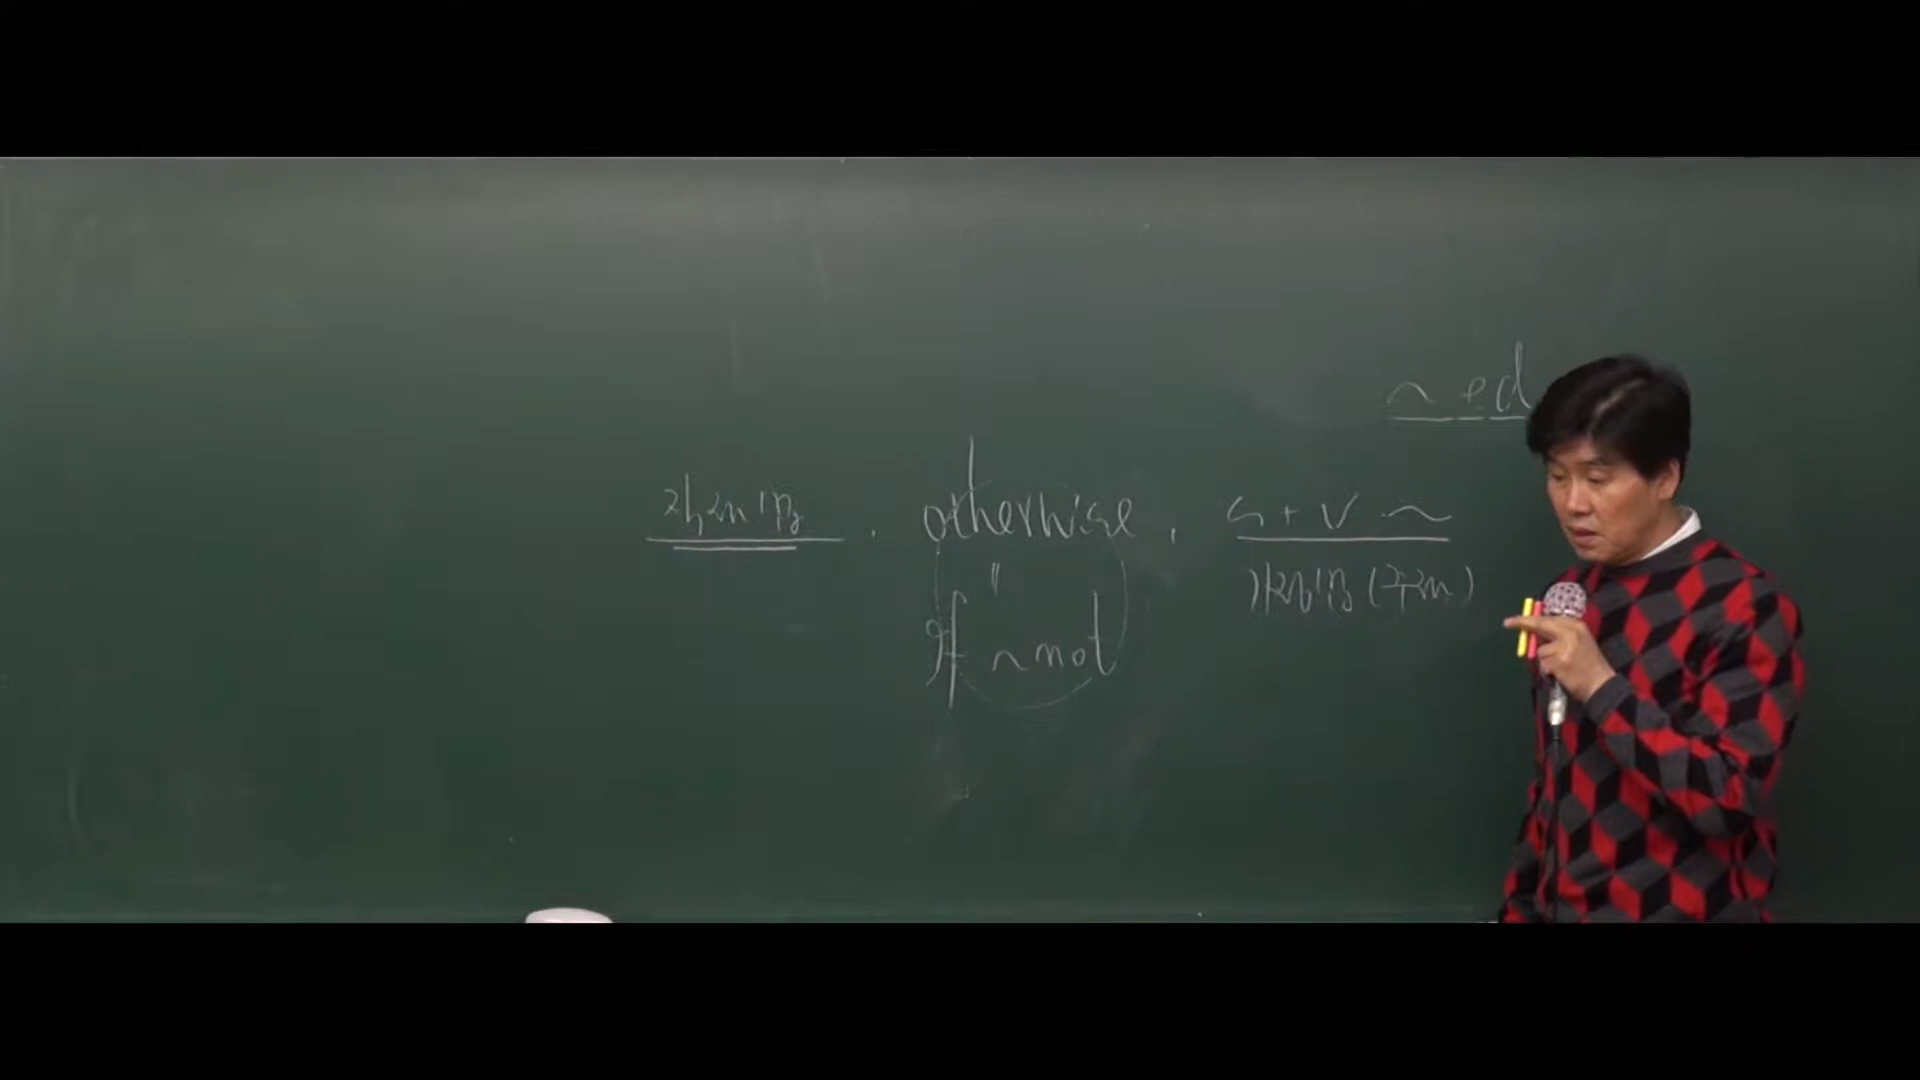 ~ ed
직설법. otherwise, S + V ~
" 가정법 (주절)
If ~ not